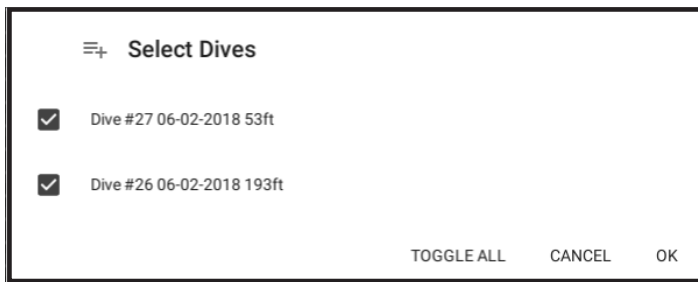 Select Dives
Dive #27 06-02-2018 53ft
Dive #26 06-02-2018 193ft
TOGGLE ALL CANCEL OK